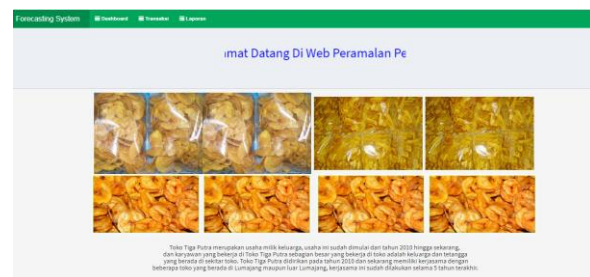 Forecasting System Dashboard Transaksi Laporan
mat Datang Di Web Peramalan Pe
Toko Tiga Putra merupakan usaha milik keluarga, usaha ini sudah dimulai dari tahun 2010 hingga sekarang,
dan karyawan yang bekerja di Toko Tiga Putra sebagian besar yang bekerja di toko adalah keluarga dan tetangga
yang berada di sekitar toko. Toko Tiga Putra didirikan pada tahun 2010 dan sekarang memiliki kerjasama dengan
beberapa toko yang berada di Lumajang maupun luar Lumajang, kerjasama ini sudah dilakukan selama 5 tahun terakhir.